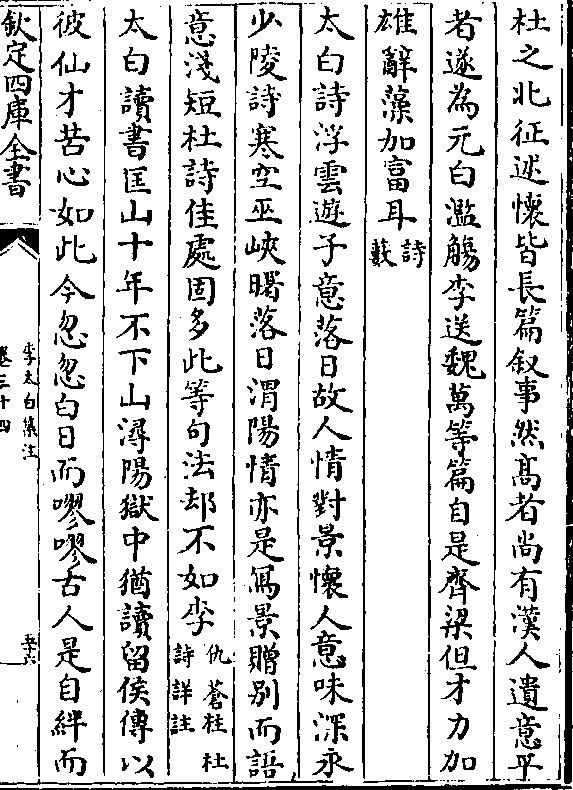 杜之北征述懷皆長篇叙事然高者尚有漢人遺意平
者遂為元白濫觴李送魏萬等篇自是齊梁但才力加
雄辭藻加富耳詩藪
太白詩浮雲遊子意落日故人情對景懷人意味深永
少陵詩寒空巫峽曙落日渭陽情亦是寫景贈別而語
意淺短杜詩佳處固多此等句法却不如李仇蒼柱杜詩詳註
太白讀書匡山十年不下山潯陽獄中猶讀留侯傳以
彼仙才苦心如此今忽忽白日而嘐嘐古人是自絆而
欽定四庫全書
李太白集注
卷三十四